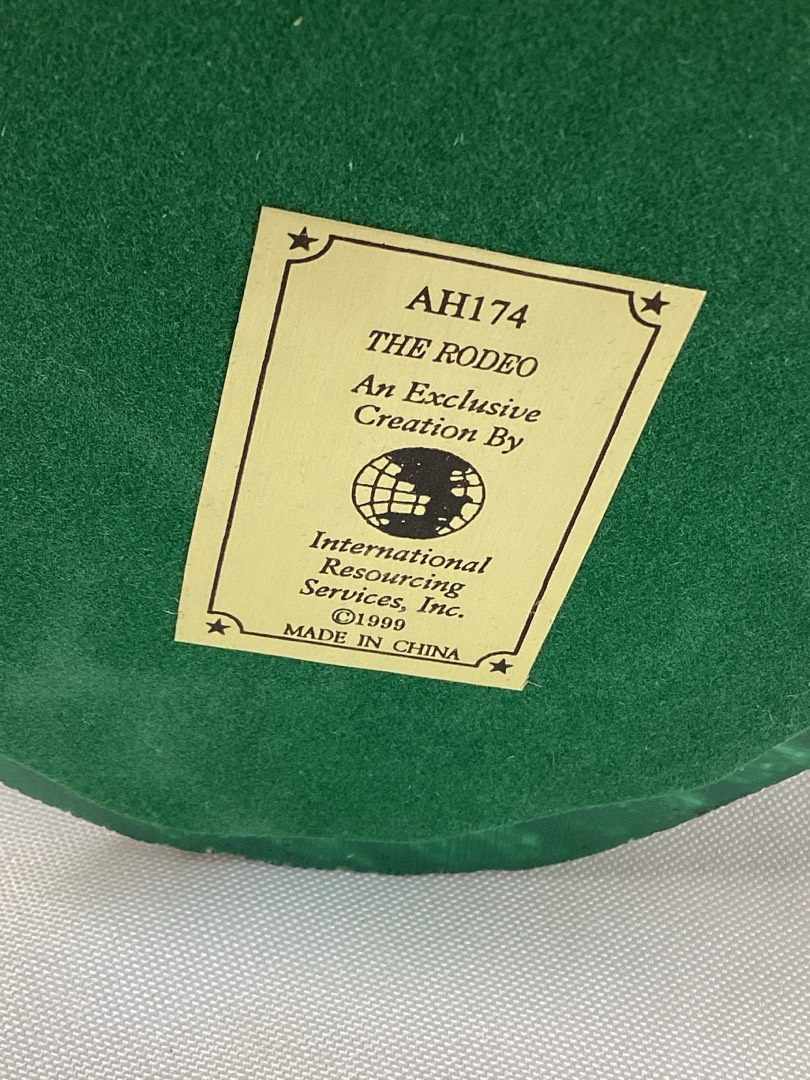 AH174
THE RODEO
An Exclusive
Creation By
International
Resourcing
Services, Inc.
©1999
MADE IN CHINA